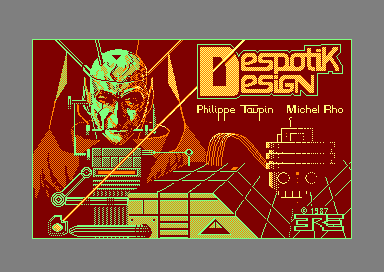 DespotiK
Design
Philippe Taupin Michel Rho
© 1987
ERE